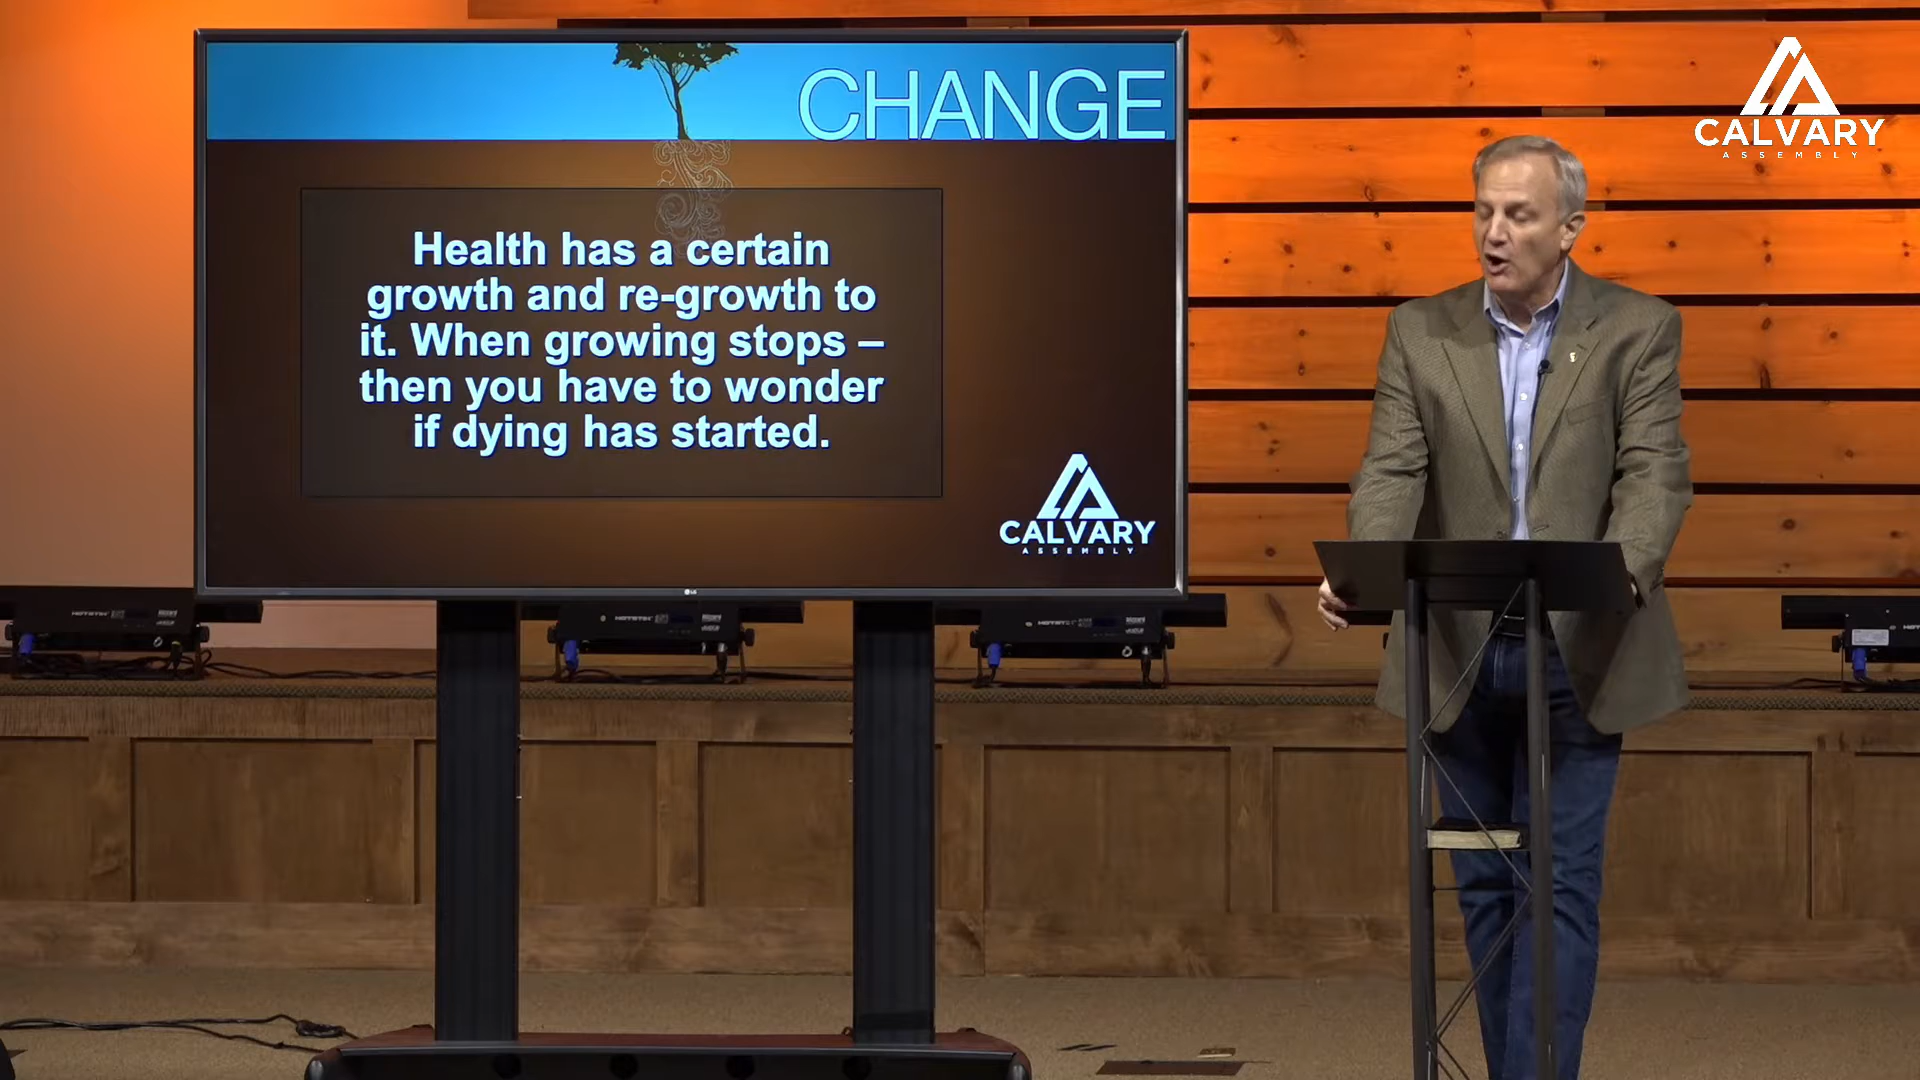 CHANGE
Health has a certain
growth and re-growth to
it. When growing stops –
then you have to wonder
if dying has started.
CALVARY
ASSEMBLY
LG
CALVARY
ASSEMBLY